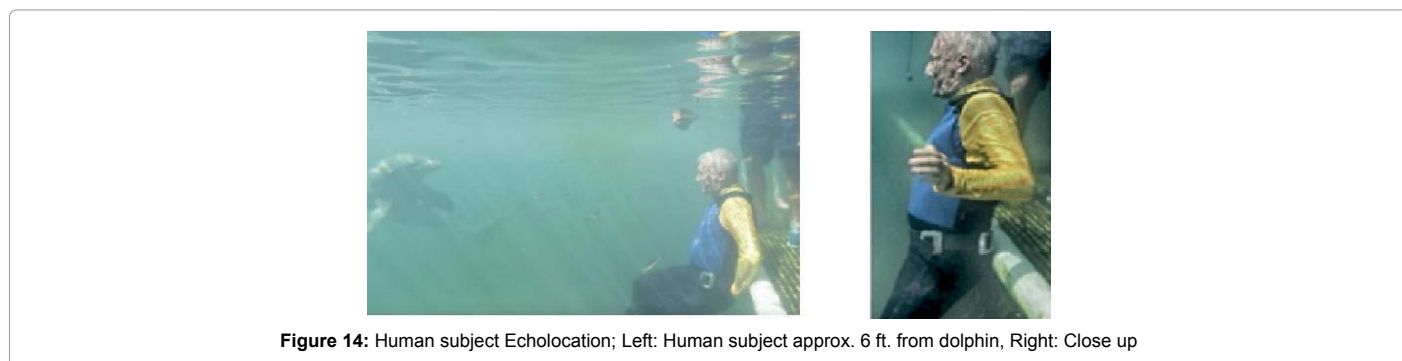 Figure 14: Human subject Echolocation; Left: Human subject approx. 6 ft. from dolphin, Right: Close up